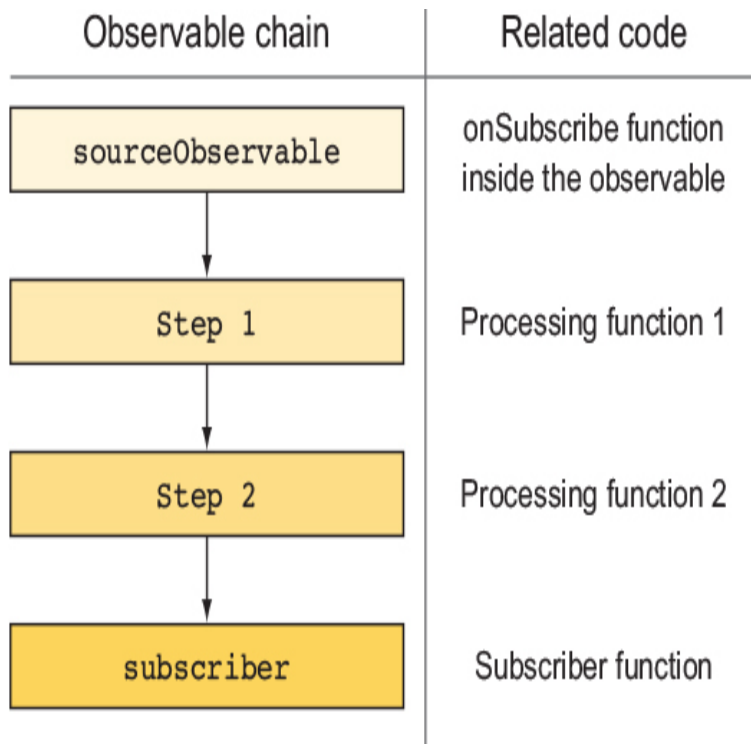 Observable chain
Related code
sourceObservable
onSubscribe function
inside the observable
Step 1
Processing function 1
Step 2
Processing function 2
subscriber
Subscriber function